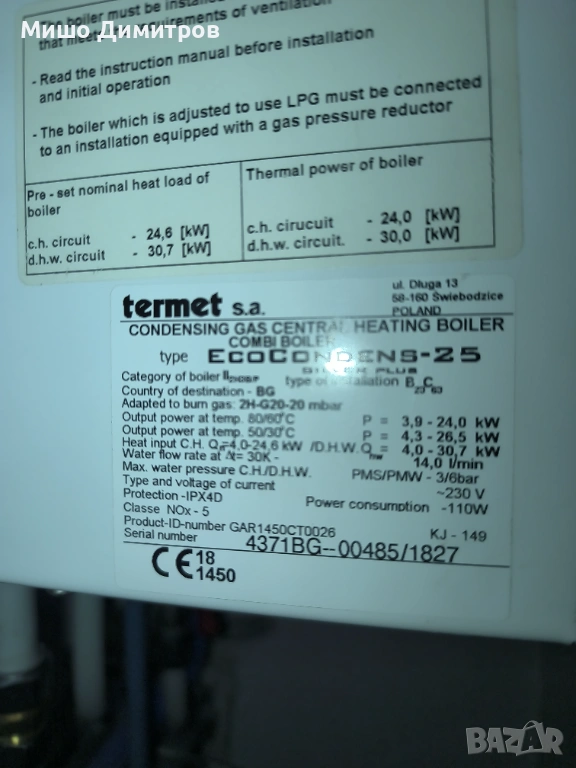 - The boiler must be installed
that meet requirements of ventilation
Мишо Димитров
- Read the instruction manual before installation
and initial operation
- The boiler which is adjusted to use LPG must be connected
to an installation equipped with a gas pressure reductor
Pre - set nominal heat load of
boiler
c.h. circuit - 24,6 [kW]
d.h.w. circuit. - 30,7 [kW]
Thermal power of boiler
c.h. cirucuit - 24,0 [kW]
d.h.w. circuit. - 30,0 [kW]
termet s.a.
ul. Długa 13
58-160 Świebodzice
POLAND
CONDENSING GAS CENTRAL HEATING BOILER
COMBI BOILER
type ECOCONDENS-25
SILVER PLUS
Category of boiler type of installation
Country of destination - BG
Adapted to burn gas: 2H-G20-20 mbar
Output power at temp. 80/60°C P = 3,9 - 24,0 kW
Output power at temp. 50/30°C P = 4,3 - 26,5 kW
Heat input C.H. Q=4,0-24,6 kW /D.H.W. Q = 4,0 - 30,7 kW
Water flow rate at Δt= 30K - 14,0 l/min
Max. water pressure C.H./D.H.W. PMS/PMW - 3/6bar
Type and voltage of current ~230 V
Protection -IPX4D Power consumption -110W
Classe NOx - 5
Product-ID-number GAR1450CT0026 KJ - 149
Serial number 4371BG--00485/1827
CE 18
1450
BAZAR